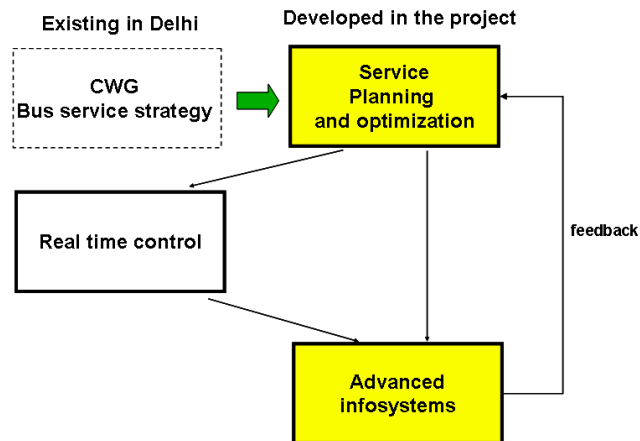 Existing in Delhi
Developed in the project
CWG
Bus service strategy
Service
Planning
and optimization
Real time control
feedback
Advanced
infosystems